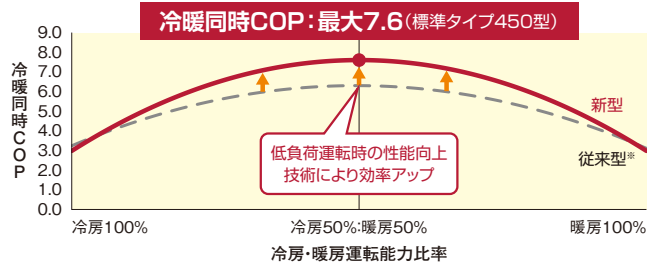 冷暖同時COP:最大7.6(標準タイプ450型)
冷暖同時COP
9.0
8.0
7.0
6.0
5.0
4.0
3.0
2.0
1.0
0.0
新型
従来型※
低負荷運転時の性能向上
技術により効率アップ
冷房100%
冷房50%:暖房50%
暖房100%
冷房・暖房運転能力比率